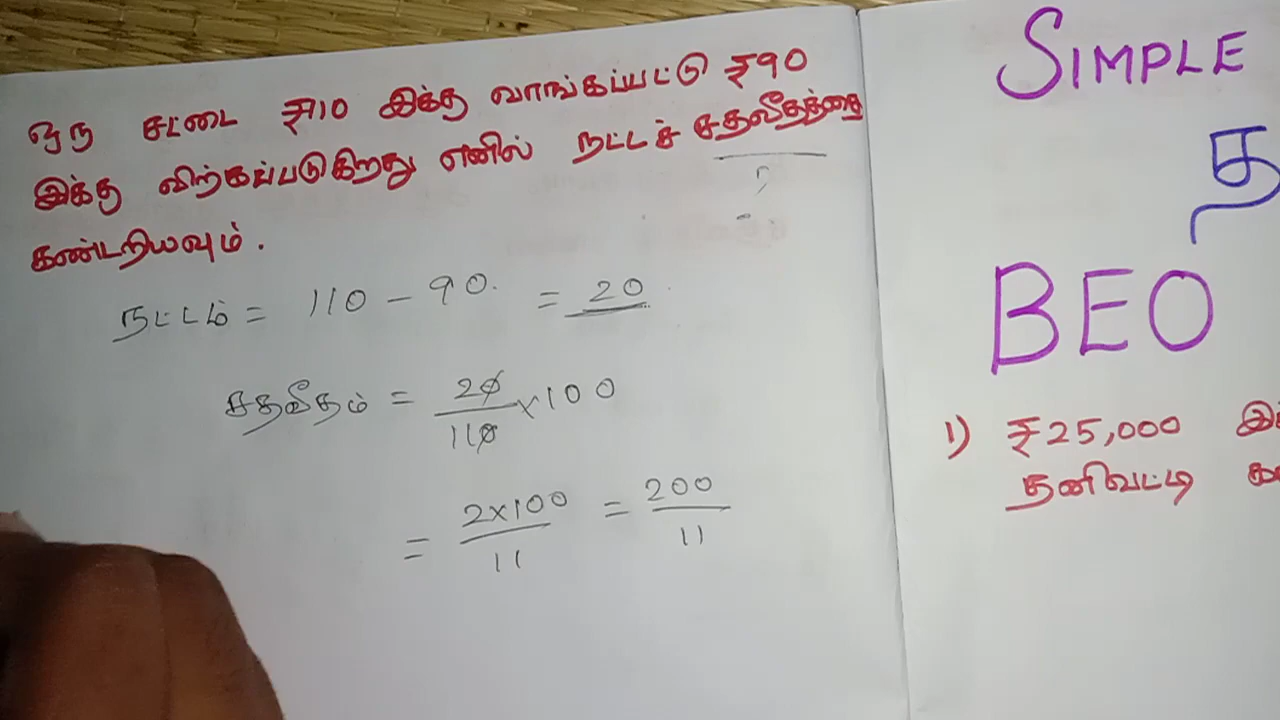 ஒரு சட்டை ₹110 இக்கு வாங்கப்பட்டு ₹90
இக்கு விற்கப்படுகிறது எனில் நட்டச் சதவீதத்தை
கண்டறியவும்.
?
நட்டம் = 110 - 90. = 20
சதவீதம் = 20/110 × 100
= 2×100/11 = 200/11
SIMPLE
த
BEO
1) ₹25,000
தனிவட்டி